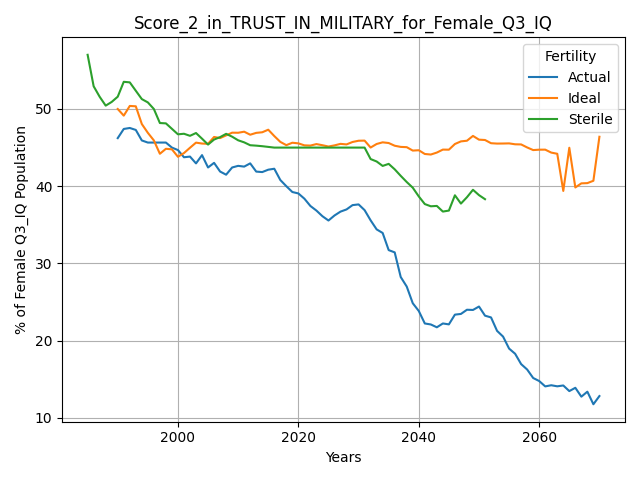 Score_2_in_TRUST_IN_MILITARY_for_Female_Q3_IQ
Fertility
Actual
Ideal
Sterile
% of Female Q3_IQ Population
50
40
30
20
10
2000
2020
2040
2060
Years